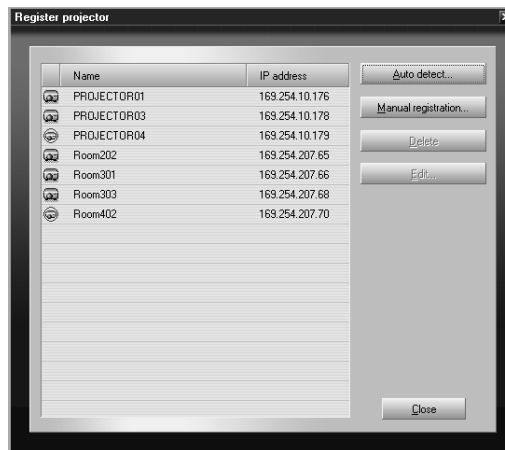 Register projector
Name IP address
PROJECTOR01 169.254.10.176
PROJECTOR03 169.254.10.178
PROJECTOR04 169.254.10.179
Room202 169.254.207.65
Room301 169.254.207.66
Room303 169.254.207.68
Room402 169.254.207.70
Auto detect...
Manual registration...
Delete
Edit...
Close